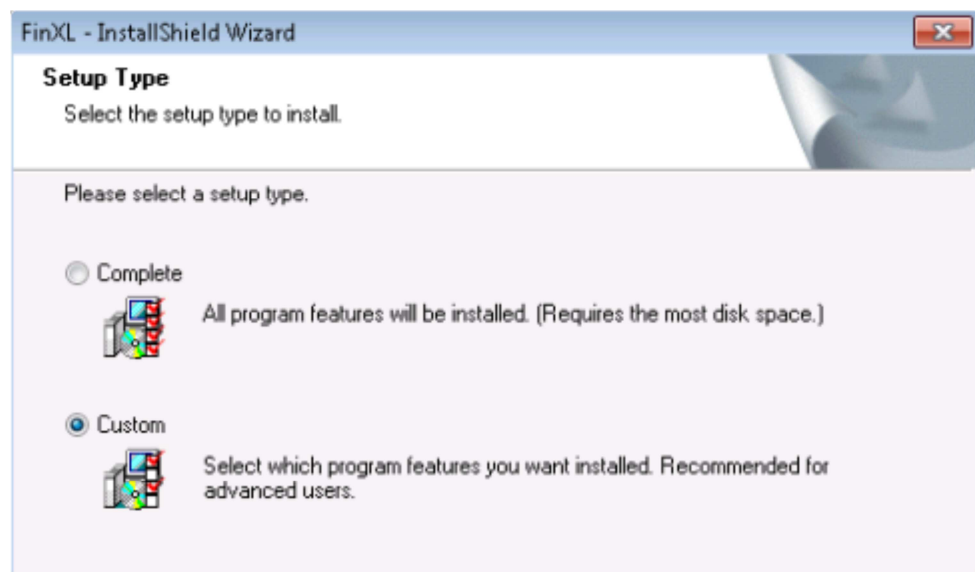 FinXL - InstallShield Wizard
Setup Type
Select the setup type to install.
Please select a setup type.
Complete
All program features will be installed. (Requires the most disk space.)
Custom
Select which program features you want installed. Recommended for
advanced users.